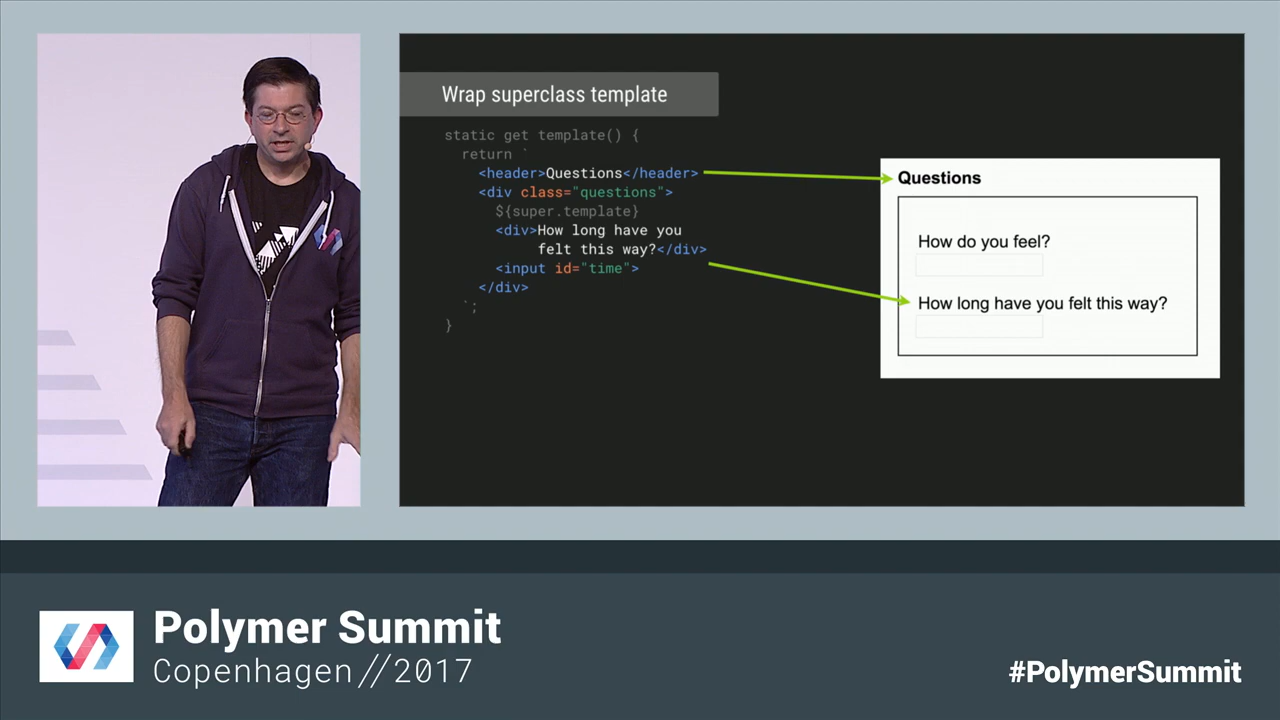 Wrap superclass template
static get template() {
return `
<header>Questions</header>
<div class="questions">
${super.template}
<div>How long have you
felt this way?</div>
<input id="time">
</div>
`;
}
Questions
How do you feel?
How long have you felt this way?
Polymer Summit
Copenhagen // 2017
#PolymerSummit